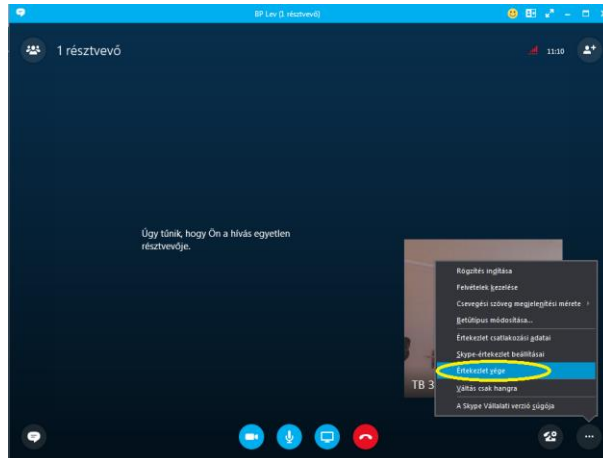 BP Lev (1 résztvevő)
1 résztvevő
11:10
Úgy tűnik, hogy Ön a hívás egyetlen
résztvevője.
TB 3
Rögzítés indítása
Felvételek kezelése
Csevegési szöveg megjelenítési mérete
Betűtípus módosítása...
Értekezlet csatlakozási adatai
Skype-értekezlet beállításai
Értekezlet vége
Váltás csak hangra
A Skype Vállalati verzió súgója